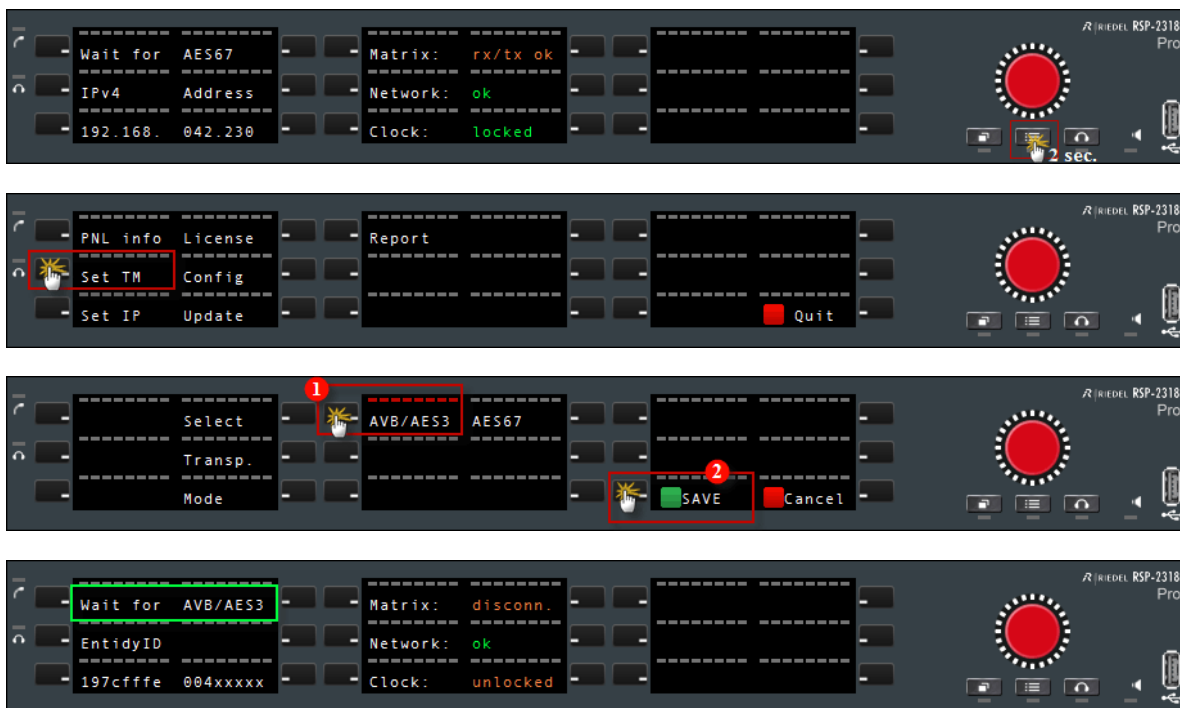 RIEDEL RSP-2318
Pro
Wait for AES67 Matrix: rx/tx ok
IPv4 Address Network: ok
192.168. 042.230 Clock: locked
2 sec.
RIEDEL RSP-2318
Pro
PNL info License Report
Set TM Config
Set IP Update Quit
RIEDEL RSP-2318
Pro
1
Select AVB/AES3 AES67
Transp.
2
Mode SAVE Cancel
RIEDEL RSP-2318
Pro
Wait for AVB/AES3 Matrix: disconn.
EntidyID Network: ok
197cfffe 004xxxxx Clock: unlocked